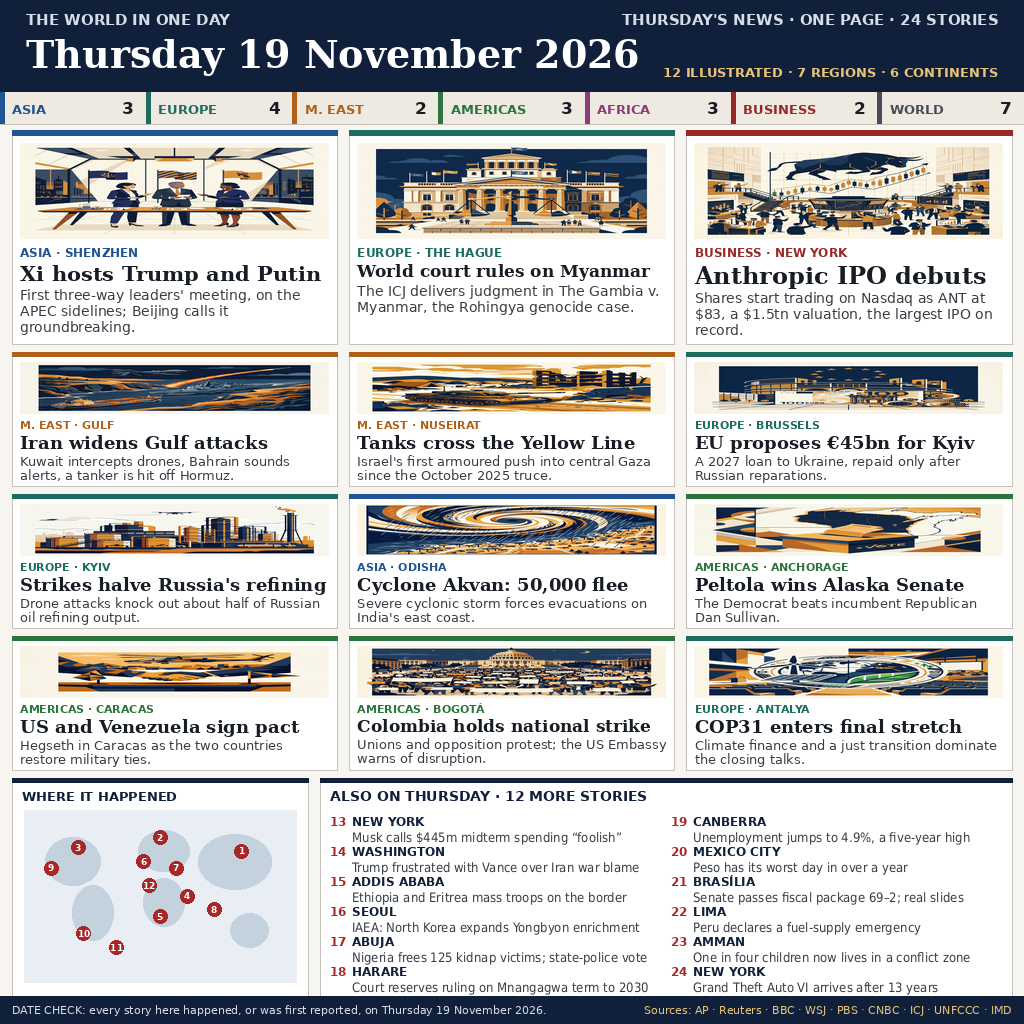 THE WORLD IN ONE DAY
THURSDAY'S NEWS · ONE PAGE · 24 STORIES
Thursday 19 November 2026
12 ILLUSTRATED · 7 REGIONS · 6 CONTINENTS
ASIA 3
EUROPE 4
M. EAST 2
AMERICAS 3
AFRICA 3
BUSINESS 2
WORLD 7
ASIA · SHENZHEN
Xi hosts Trump and Putin
First three-way leaders' meeting, on the
APEC sidelines; Beijing calls it
groundbreaking.
EUROPE · THE HAGUE
World court rules on Myanmar
The ICJ delivers judgment in The Gambia v.
Myanmar, the Rohingya genocide case.
BUSINESS · NEW YORK
Anthropic IPO debuts
Shares start trading on Nasdaq as ANT at
$83, a $1.5tn valuation, the largest IPO on
record.
M. EAST · GULF
Iran widens Gulf attacks
Kuwait intercepts drones, Bahrain sounds
alerts, a tanker is hit off Hormuz.
M. EAST · NUSEIRAT
Tanks cross the Yellow Line
Israel's first armoured push into central Gaza
since the October 2025 truce.
EUROPE · BRUSSELS
EU proposes €45bn for Kyiv
A 2027 loan to Ukraine, repaid only after
Russian reparations.
EUROPE · KYIV
Strikes halve Russia's refining
Drone attacks knock out about half of Russian
oil refining output.
ASIA · ODISHA
Cyclone Akvan: 50,000 flee
Severe cyclonic storm forces evacuations on
India's east coast.
VOTE
AMERICAS · ANCHORAGE
Peltola wins Alaska Senate
The Democrat beats incumbent Republican
Dan Sullivan.
AMERICAS · CARACAS
US and Venezuela sign pact
Hegseth in Caracas as the two countries
restore military ties.
AMERICAS · BOGOTÁ
Colombia holds national strike
Unions and opposition protest; the US Embassy
warns of disruption.
EUROPE · ANTALYA
COP31 enters final stretch
Climate finance and a just transition dominate
the closing talks.
WHERE IT HAPPENED
2
3
1
6
9
7
12
4
8
5
10
11
ALSO ON THURSDAY · 12 MORE STORIES
13 NEW YORK
Musk calls $445m midterm spending “foolish”
14 WASHINGTON
Trump frustrated with Vance over Iran war blame
15 ADDIS ABABA
Ethiopia and Eritrea mass troops on the border
16 SEOUL
IAEA: North Korea expands Yongbyon enrichment
17 ABUJA
Nigeria frees 125 kidnap victims; state-police vote
18 HARARE
Court reserves ruling on Mnangagwa term to 2030
19 CANBERRA
Unemployment jumps to 4.9%, a five-year high
20 MEXICO CITY
Peso has its worst day in over a year
21 BRASÍLIA
Senate passes fiscal package 69–2; real slides
22 LIMA
Peru declares a fuel-supply emergency
23 AMMAN
One in four children now lives in a conflict zone
24 NEW YORK
Grand Theft Auto VI arrives after 13 years
DATE CHECK: every story here happened, or was first reported, on Thursday 19 November 2026.
Sources: AP · Reuters · BBC · WSJ · PBS · CNBC · ICJ · UNFCCC · IMD